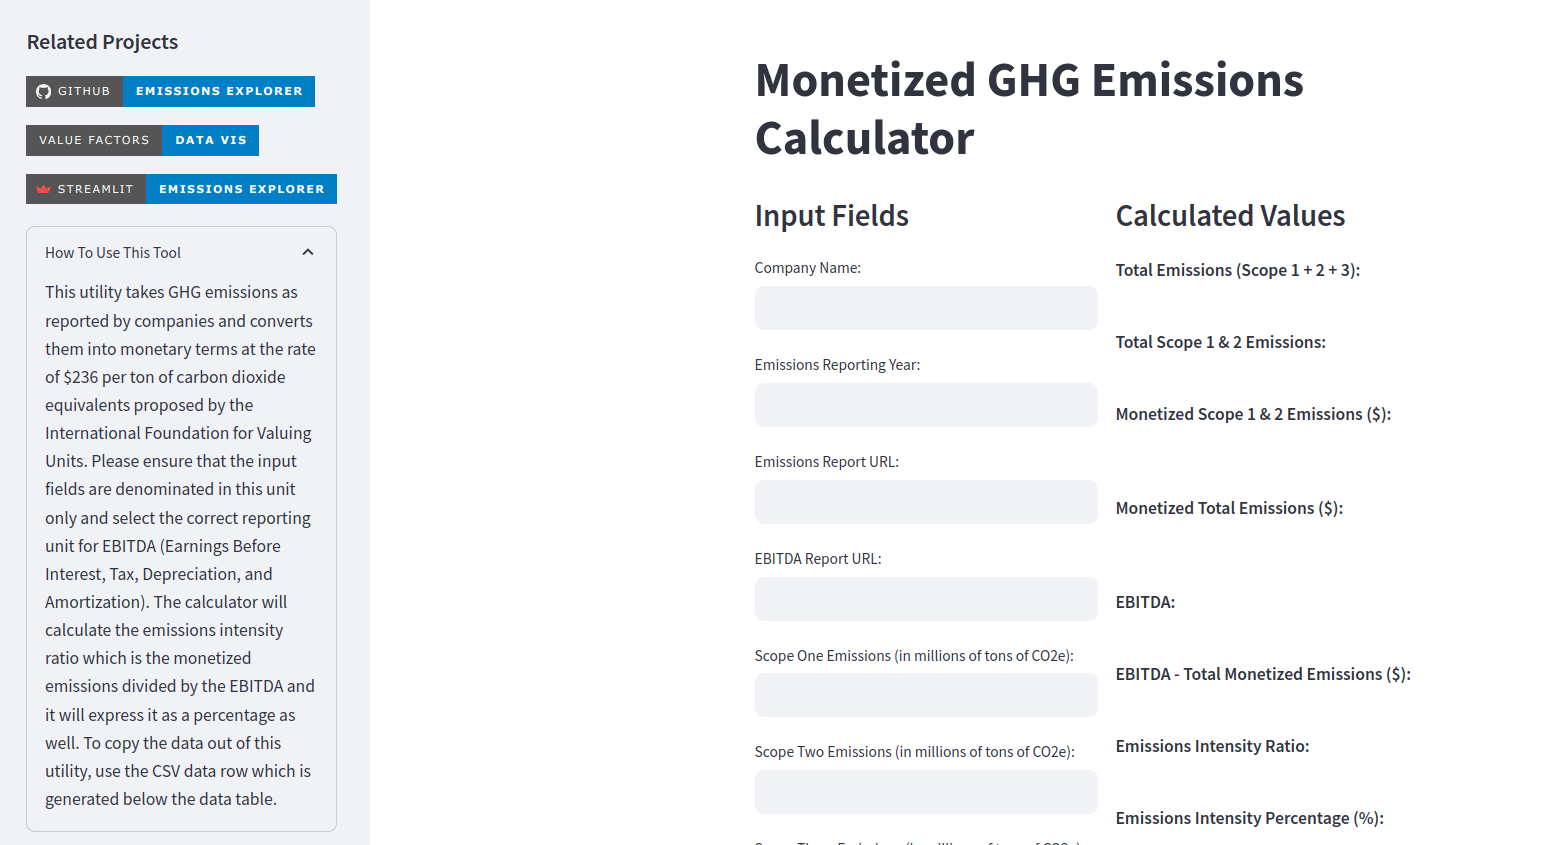 Related Projects
GITHUB EMISSIONS EXPLORER
VALUE FACTORS DATA VIS
STREAMLIT EMISSIONS EXPLORER
How To Use This Tool
This utility takes GHG emissions as
reported by companies and converts
them into monetary terms at the rate
of $236 per ton of carbon dioxide
equivalents proposed by the
International Foundation for Valuing
Units. Please ensure that the input
fields are denominated in this unit
only and select the correct reporting
unit for EBITDA (Earnings Before
Interest, Tax, Depreciation, and
Amortization). The calculator will
calculate the emissions intensity
ratio which is the monetized
emissions divided by the EBITDA and
it will express it as a percentage as
well. To copy the data out of this
utility, use the CSV data row which is
generated below the data table.
Monetized GHG Emissions
Calculator
Input Fields
Company Name:
Emissions Reporting Year:
Emissions Report URL:
EBITDA Report URL:
Scope One Emissions (in millions of tons of CO2e):
Scope Two Emissions (in millions of tons of CO2e):
Calculated Values
Total Emissions (Scope 1 + 2 + 3):
Total Scope 1 & 2 Emissions:
Monetized Scope 1 & 2 Emissions ($):
Monetized Total Emissions ($):
EBITDA:
EBITDA - Total Monetized Emissions ($):
Emissions Intensity Ratio:
Emissions Intensity Percentage (%):